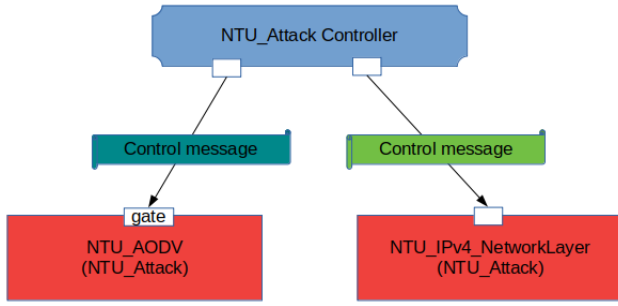 NTU_Attack Controller
Control message
Control message
gate
NTU_AODV
(NTU_Attack)
NTU_IPv4_NetworkLayer
(NTU_Attack)